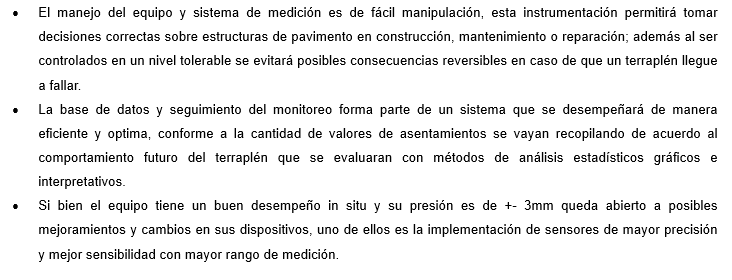 • El manejo del equipo y sistema de medición es de fácil manipulación, esta instrumentación permitirá tomar
decisiones correctas sobre estructuras de pavimento en construcción, mantenimiento o reparación; además al ser
controlados en un nivel tolerable se evitará posibles consecuencias reversibles en caso de que un terraplén llegue
a fallar.
• La base de datos y seguimiento del monitoreo forma parte de un sistema que se desempeñará de manera
eficiente y optima, conforme a la cantidad de valores de asentamientos se vayan recopilando de acuerdo al
comportamiento futuro del terraplén que se evaluaran con métodos de análisis estadísticos gráficos e
interpretativos.
• Si bien el equipo tiene un buen desempeño in situ y su presión es de +- 3mm queda abierto a posibles
mejoramientos y cambios en sus dispositivos, uno de ellos es la implementación de sensores de mayor precisión
y mejor sensibilidad con mayor rango de medición.